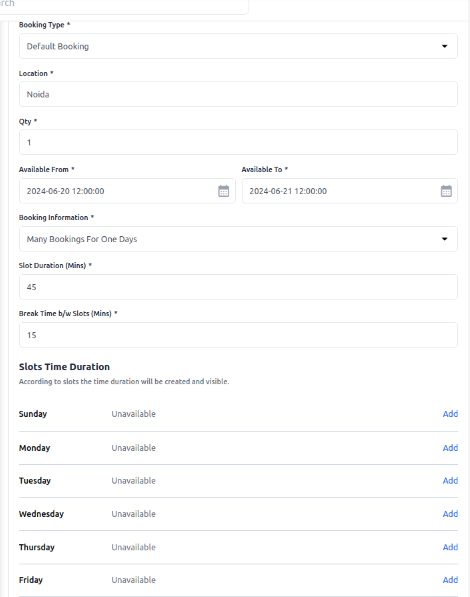 rch
Booking Type *
Default Booking
Location *
Noida
Qty *
1
Available From *
Available To *
2024-06-20 12:00:00
2024-06-21 12:00:00
Booking Information *
Many Bookings For One Days
Slot Duration (Mins) *
45
Break Time b/w Slots (Mins) *
15
Slots Time Duration
According to slots the time duration will be created and visible.
Sunday Unavailable Add
Monday Unavailable Add
Tuesday Unavailable Add
Wednesday Unavailable Add
Thursday Unavailable Add
Friday Unavailable Add